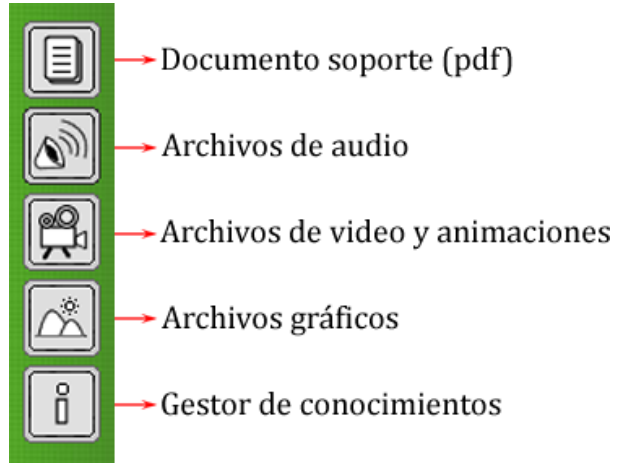 Documento soporte (pdf)
Archivos de audio
Archivos de video y animaciones
Archivos gráficos
Gestor de conocimientos